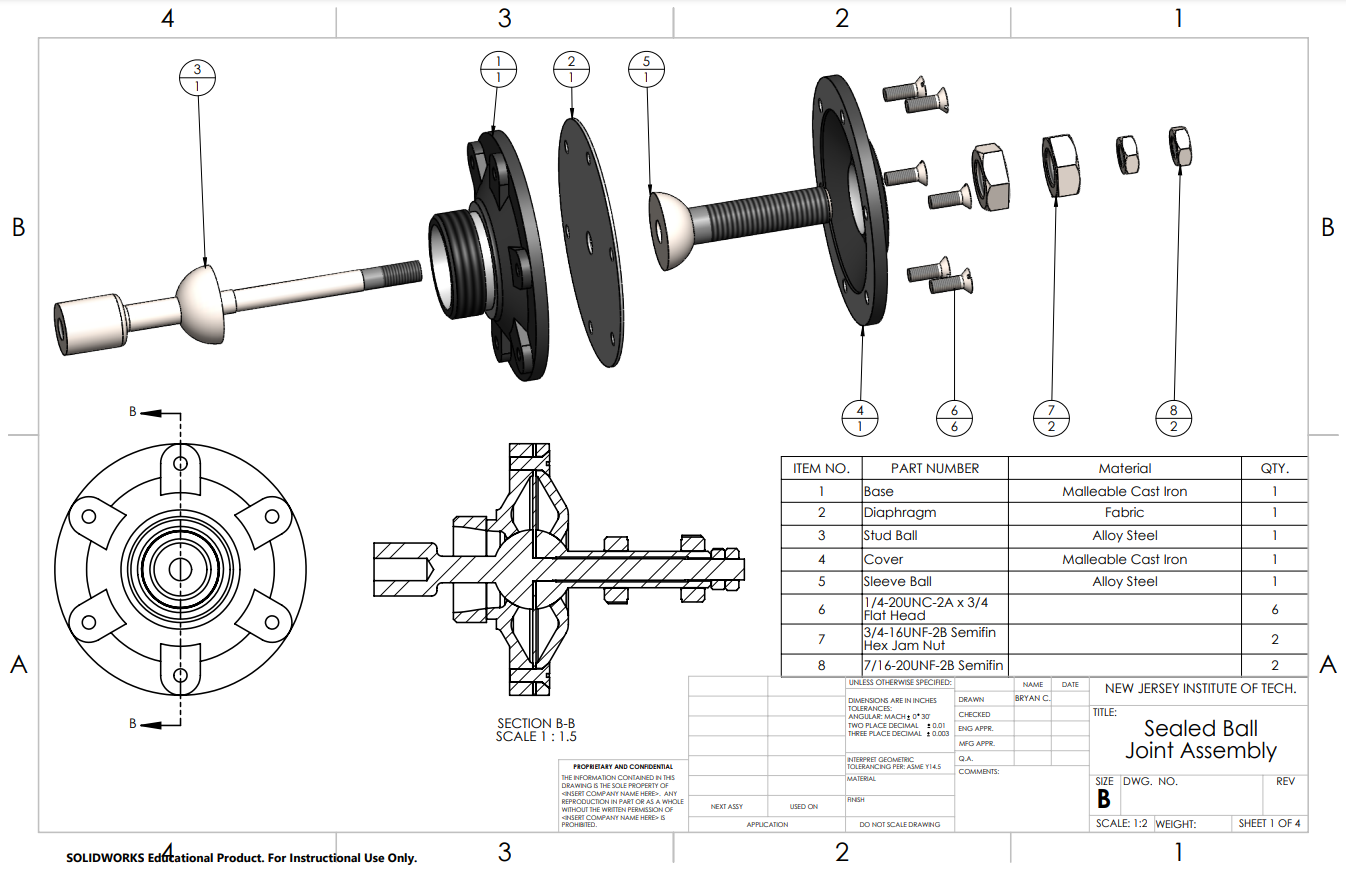 4 3 2 1
3
1
1
1
2
1
5
1
B B
4
1
6
6
7
2
8
2
B
B
SECTION B-B
SCALE 1 : 1.5
A A
ITEM NO. PART NUMBER Material QTY.
1 Base Malleable Cast Iron 1
2 Diaphragm Fabric 1
3 Stud Ball Alloy Steel 1
4 Cover Malleable Cast Iron 1
5 Sleeve Ball Alloy Steel 1
6 1/4-20UNC-2A x 3/4 6
Flat Head
7 3/4-16UNF-2B Semifin 2
Hex Jam Nut
8 7/16-20UNF-2B Semifin 2
PROPRIETARY AND CONFIDENTIAL
THE INFORMATION CONTAINED IN THIS
DRAWING IS THE SOLE PROPERTY OF
<INSERT COMPANY NAME HERE>. ANY
REPRODUCTION IN PART OR AS A WHOLE
WITHOUT THE WRITTEN PERMISSION OF
<INSERT COMPANY NAME HERE> IS
PROHIBITED.
NEXT ASSY USED ON
APPLICATION
UNLESS OTHERWISE SPECIFIED:
DIMENSIONS ARE IN INCHES
TOLERANCES:
ANGULAR: MACH± 0° 30'
TWO PLACE DECIMAL ± 0.01
THREE PLACE DECIMAL ± 0.003
INTERPRET GEOMETRIC
TOLERANCING PER: ASME Y14.5
MATERIAL
FINISH
DO NOT SCALE DRAWING
NAME DATE
DRAWN BRYAN C.
CHECKED
ENG APPR.
MFG APPR.
Q.A.
COMMENTS:
NEW JERSEY INSTITUTE OF TECH.
TITLE:
Sealed Ball
Joint Assembly
SIZE DWG. NO. REV
B
SCALE: 1:2 WEIGHT: SHEET 1 OF 4
4 3 2 1
SOLIDWORKS Educational Product. For Instructional Use Only.